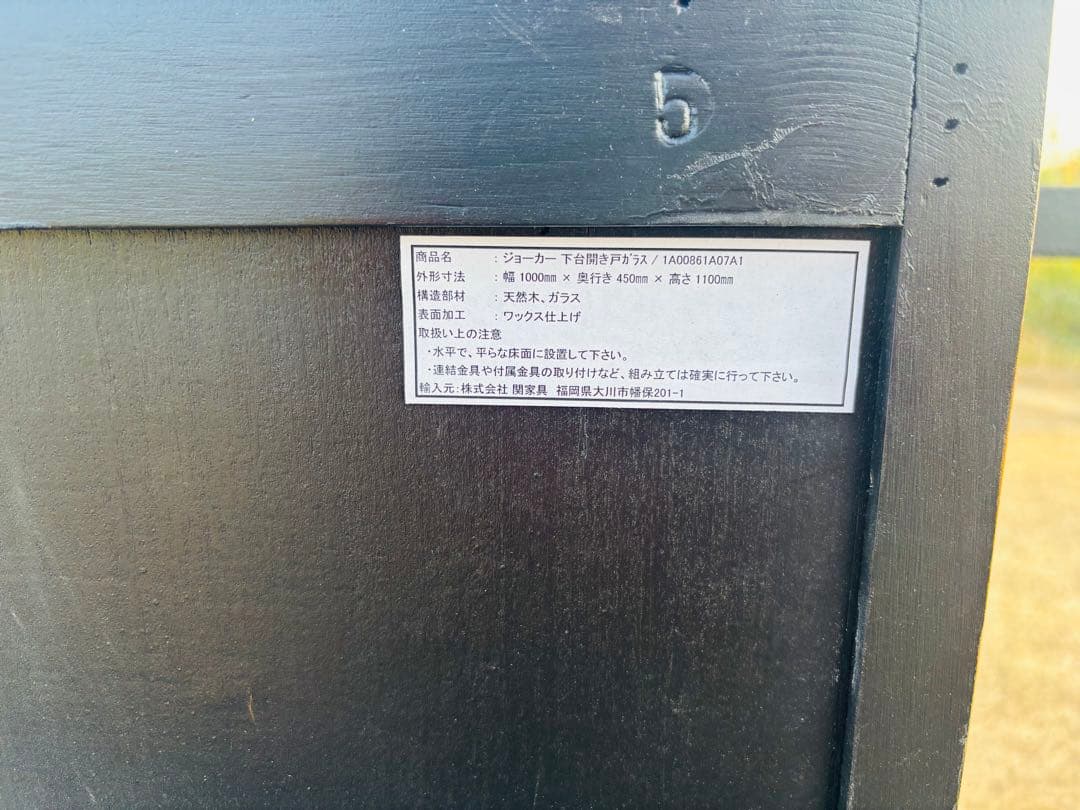 5
商品名 : ジョーカー 下台開き戸ｶﾞﾗｽ / 1A00861A07A1
外形寸法 : 幅 1000㎜ × 奥行き 450㎜ × 高さ 1100㎜
構造部材 : 天然木、ガラス
表面加工 : ワックス仕上げ
取扱い上の注意
・水平で、平らな床面に設置して下さい。
・連結金具や付属金具の取り付けなど、組み立ては確実に行って下さい。
輸入元：株式会社 関家具 福岡県大川市幡保201-1